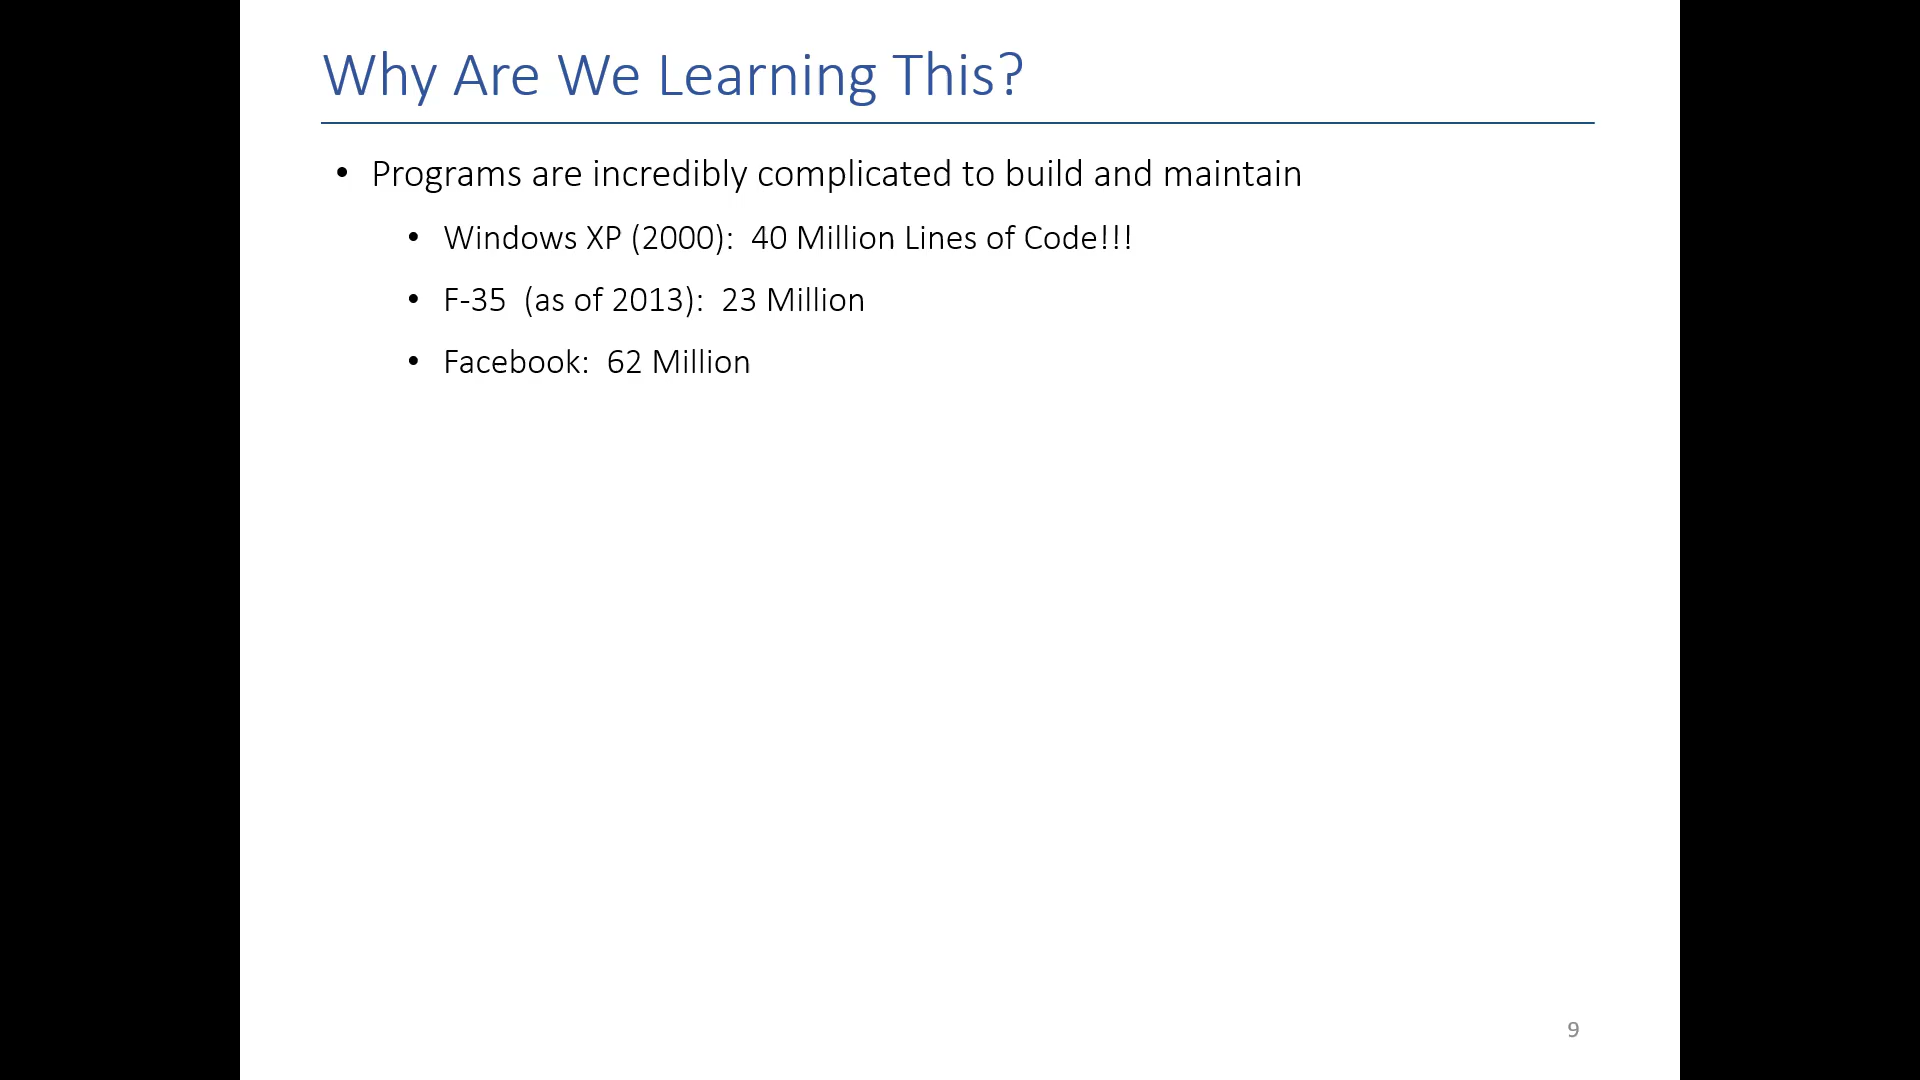 Why Are We Learning This?
• Programs are incredibly complicated to build and maintain
• Windows XP (2000):  40 Million Lines of Code!!!
• F-35  (as of 2013):  23 Million
• Facebook:  62 Million
9